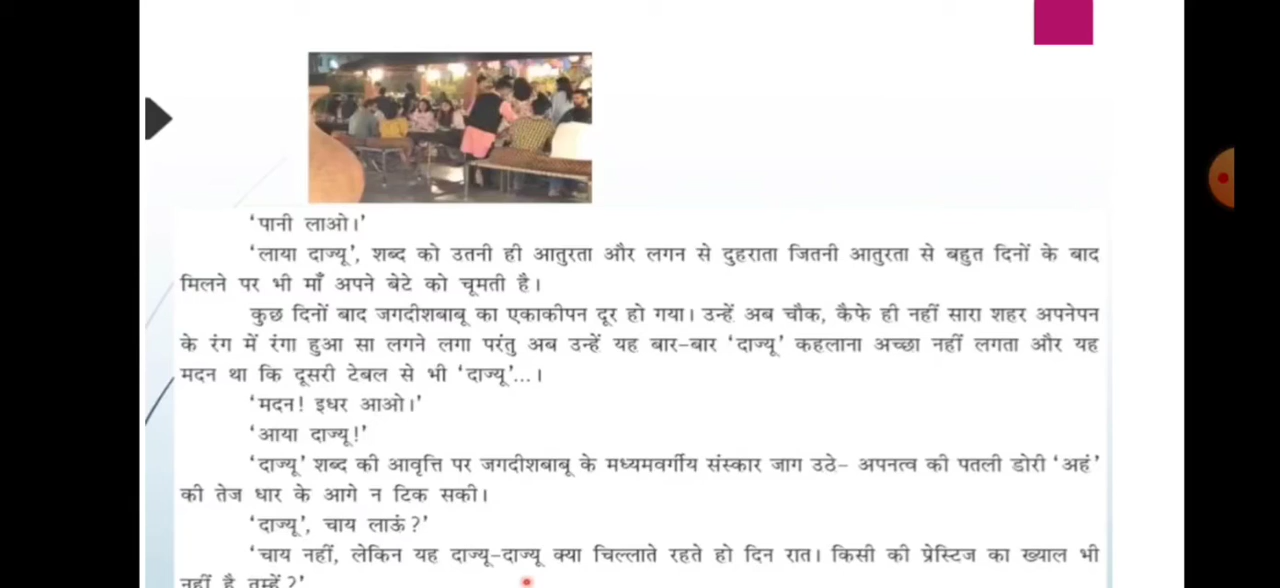 ‘पानी लाओ।’
‘लाया दाज्यू’, शब्द को उतनी ही आतुरता और लगन से दुहराता जितनी आतुरता से बहुत दिनों के बाद
मिलने पर भी माँ अपने बेटे को चूमती है।
कुछ दिनों बाद जगदीशबाबू का एकाकीपन दूर हो गया। उन्हें अब चौक, कैफे ही नहीं सारा शहर अपनेपन
के रंग में रंगा हुआ सा लगने लगा परंतु अब उन्हें यह बार-बार ‘दाज्यू’ कहलाना अच्छा नहीं लगता और यह
मदन था कि दूसरी टेबल से भी ‘दाज्यू’...।
‘मदन! इधर आओ।’
‘आया दाज्यू!’
‘दाज्यू’ शब्द की आवृत्ति पर जगदीशबाबू के मध्यमवर्गीय संस्कार जाग उठे- अपनत्व की पतली डोरी ‘अहं’
की तेज धार के आगे न टिक सकी।
‘दाज्यू’, चाय लाऊं?’
‘चाय नहीं, लेकिन यह दाज्यू-दाज्यू क्या चिल्लाते रहते हो दिन रात। किसी की प्रेस्टिज का ख्याल भी
नहीं है तुम्हें?’